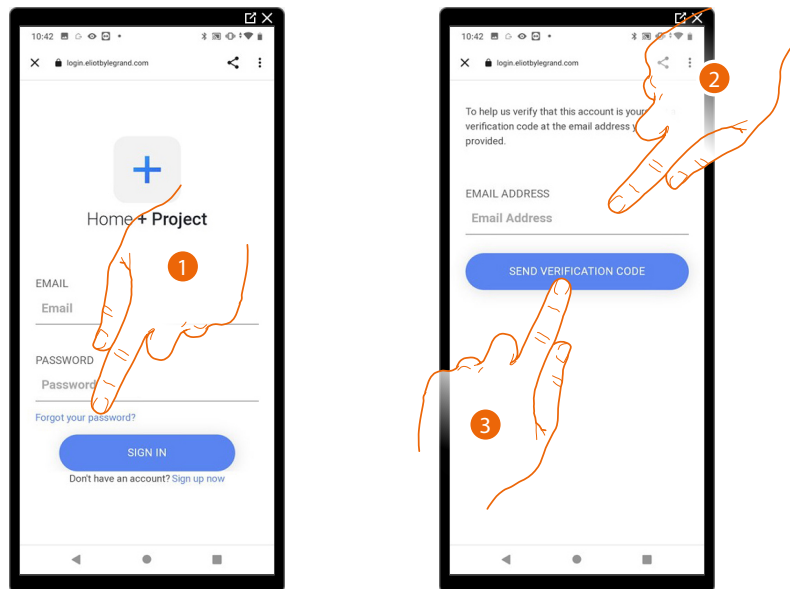 10:42
login.eliotbylegrand.com
Home + Project
1
EMAIL
Email
PASSWORD
Password
Forgot your password?
SIGN IN
Don't have an account? Sign up now
10:42
login.eliotbylegrand.com
2
To help us verify that this account is
verification code at the email address
provided.
EMAIL ADDRESS
Email Address
SEND VERIFICATION CODE
3